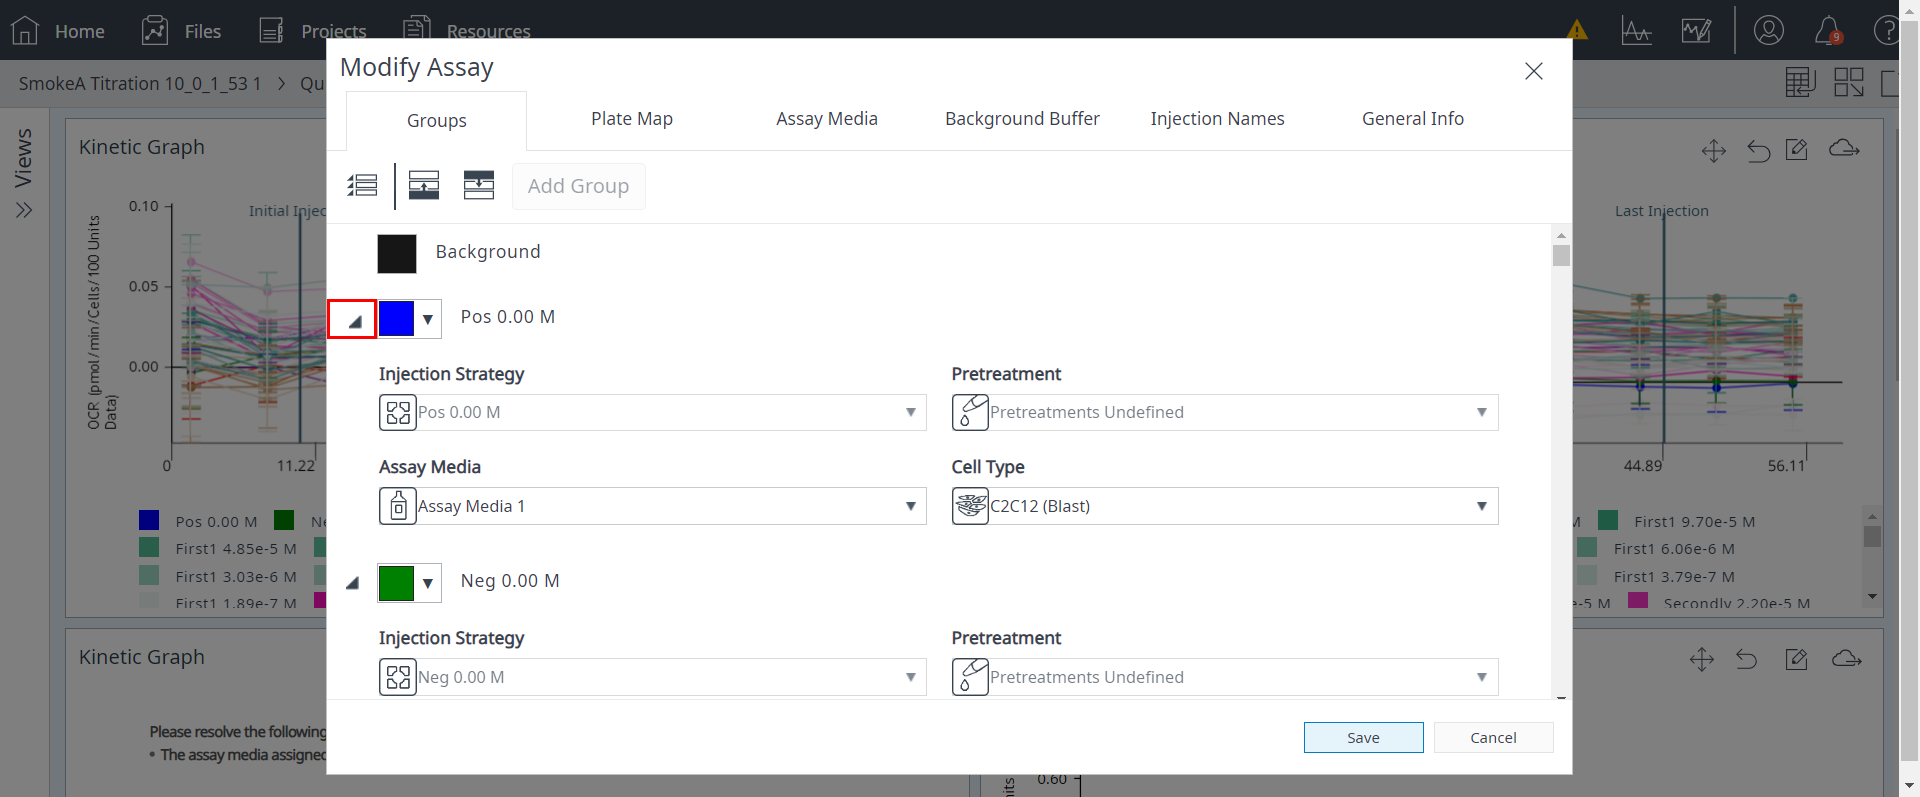 Home
Files
Projects
Resources
9
SmokeA Titration 10_0_1_53 1
Qu
Modify Assay
Groups
Plate Map
Assay Media
Background Buffer
Injection Names
General Info
Add Group
Views
Kinetic Graph
0.10
0.05
0.00
OCR (pmol/min/Cells/100 Units
Data)
Initial Injec
0
11.22
Pos 0.00 M
Ne
First1 4.85e-5 M
First1 3.03e-6 M
First1 1.89e-7 M
Background
Pos 0.00 M
Injection Strategy
Pretreatment
Pos 0.00 M
Pretreatments Undefined
Assay Media
Cell Type
Assay Media 1
C2C12 (Blast)
Neg 0.00 M
Injection Strategy
Pretreatment
Neg 0.00 M
Pretreatments Undefined
Save
Cancel
Last Injection
44.89
56.11
M
First1 9.70e-5 M
First1 6.06e-6 M
First1 3.79e-7 M
e-5 M
Secondly 2.20e-5 M
Kinetic Graph
Please resolve the following
• The assay media assigned
0.60
nits